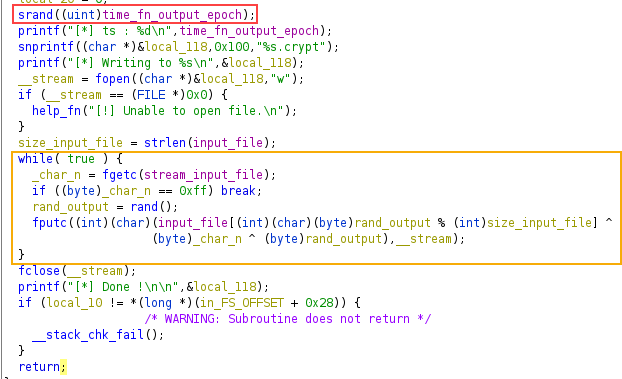 local_20 = 0;
srand((uint)time_fn_output_epoch);
printf("[*] ts : %d\n",time_fn_output_epoch);
snprintf((char *)&local_118,0x100,"%s.crypt");
printf("[*] Writing to %s\n",&local_118);
__stream = fopen((char *)&local_118,"w");
if (__stream == (FILE *)0x0) {
help_fn("[!] Unable to open file.\n");
}
size_input_file = strlen(input_file);
while( true ) {
_char_n = fgetc(stream_input_file);
if ((byte)_char_n == 0xff) break;
rand_output = rand();
fputc((int)(char)(input_file[(int)(char)(byte)rand_output % (int)size_input_file] ^
(byte)_char_n ^ (byte)rand_output),__stream);
}
fclose(__stream);
printf("[*] Done !\n\n",&local_118);
if (local_10 != *(long *)(in_FS_OFFSET + 0x28)) {
/* WARNING: Subroutine does not return */
__stack_chk_fail();
}
return;